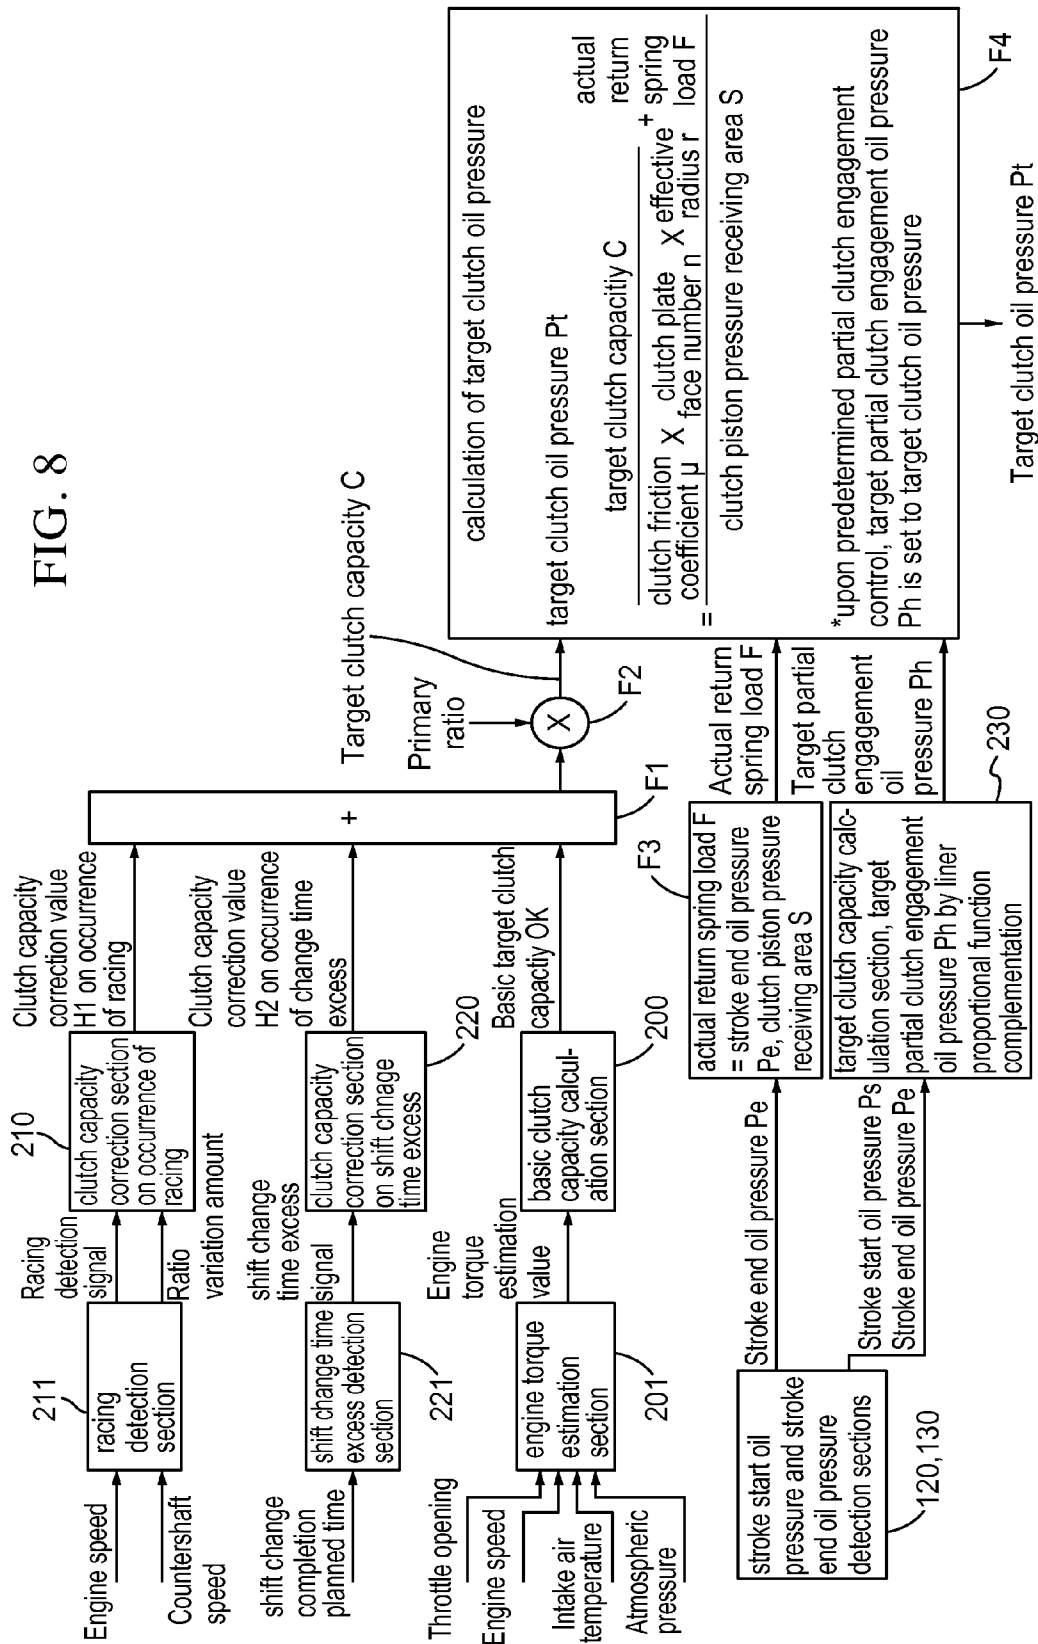 FIG. 8
Engine speed
Countershaft
speed
211
racing
detection
section
Racing
detection
signal
Ratio
variation amount
210
clutch capacity
correction section
on occurrence of
racing
Clutch capacity
correction value
H1 on occurrence
of racing
shift change
completion
planned time
shift change time
excess detection
section
221
shift change
time excess
signal
clutch capacity
correction section
on shift chnage
time excess
220
Clutch capacity
correction value
H2 on occurrence
of change time
excess
Throttle opening
Engine speed
Intake air
temperature
Atmospheric
pressure
engine torque
estimation
section
201
Engine
torque
estimation
value
basic clutch
capacity calcul-
ation section
200
Basic target clutch
capactiy OK
+
F1
Primary
ratio
X
F2
Target clutch capacity C
calculation of target clutch oil pressure
target clutch oil pressure Pt
target clutch capacitiy C
clutch friction
coefficient μ
X
clutch plate
face number n
X
effective
radius r
+
actual
return
spring
load F
=
clutch piston pressure receiving area S
*upon predetermined partial clutch engagement
control, target partial clutch engagement oil pressure
Ph is set to target clutch oil pressure
F4
Target clutch oil pressure Pt
stroke start oil
pressure and stroke
end oil pressure
detection sections
120,130
Stroke end oil pressure Pe
Stroke start oil pressure Ps
Stroke end oil pressure Pe
F3
actual return spring load F
= stroke end oil pressure
Pe, clutch piston pressure
receiving area S
Actual return
spring load F
target clutch capacity calc-
ulation section, target
partial clutch engagement
oil pressure Ph by liner
proportional function
complementation
230
Target partial
clutch
engagement
oil
pressure Ph